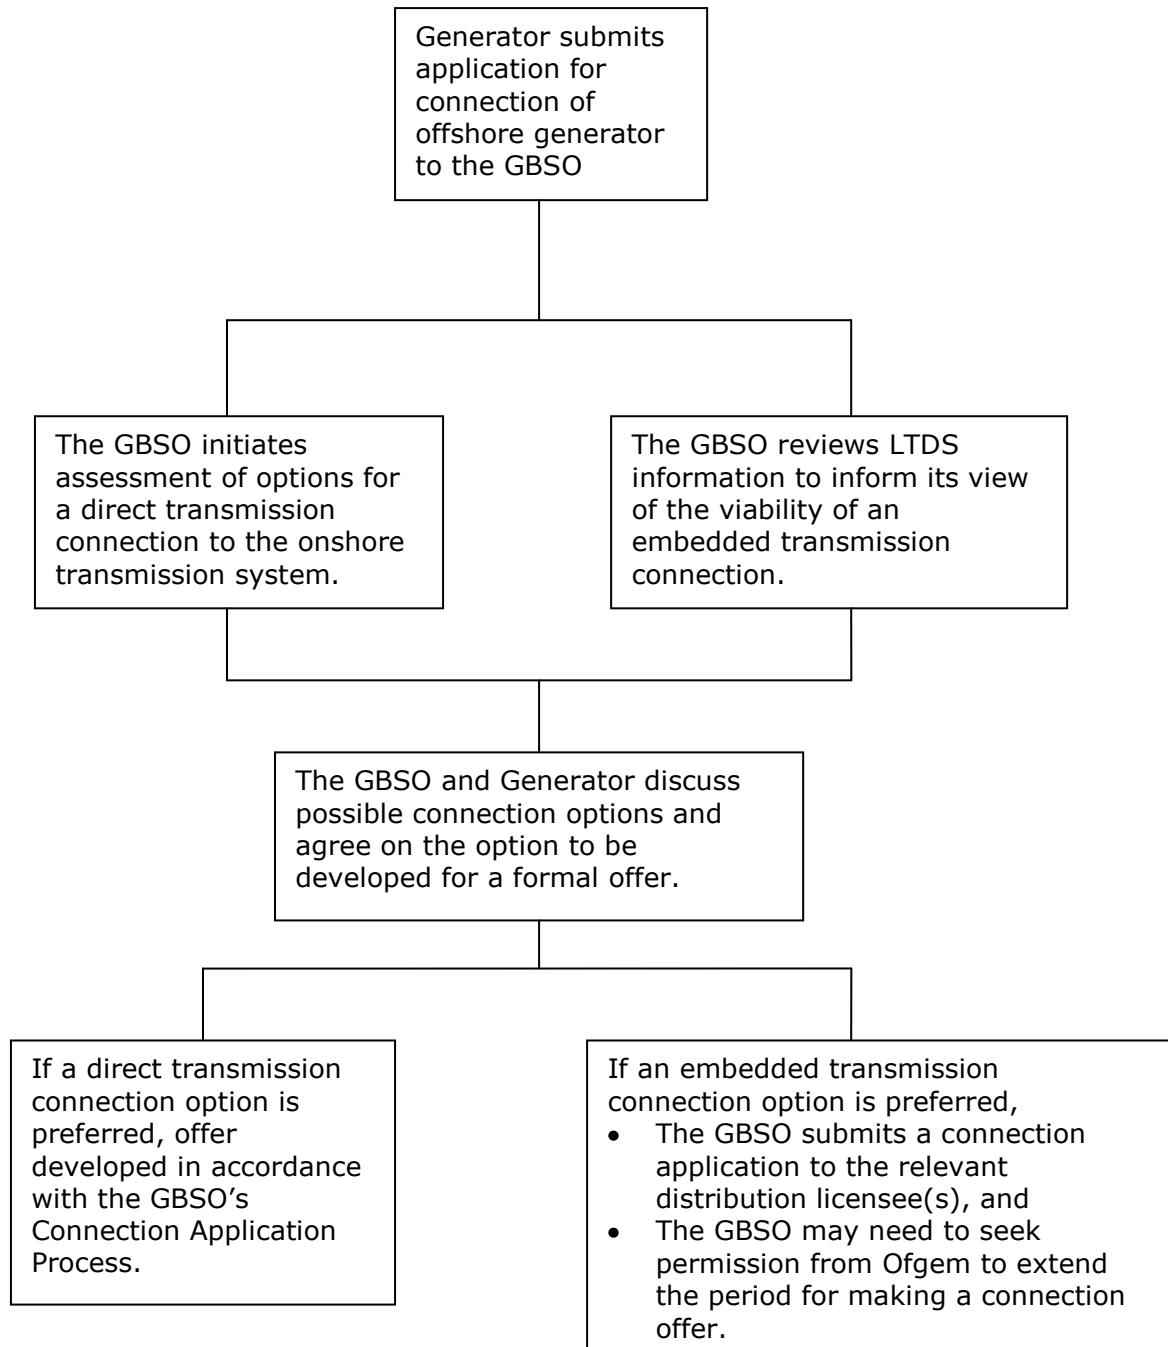 Generator submits
application for
connection of
offshore generator
to the GBSO
The GBSO initiates
assessment of options for
a direct transmission
connection to the onshore
transmission system.
The GBSO reviews LTDS
information to inform its view
of the viability of an
embedded transmission
connection.
The GBSO and Generator discuss
possible connection options and
agree on the option to be
developed for a formal offer.
If a direct transmission
connection option is
preferred, offer
developed in accordance
with the GBSO’s
Connection Application
Process.
If an embedded transmission
connection option is preferred,
• The GBSO submits a connection
application to the relevant
distribution licensee(s), and
• The GBSO may need to seek
permission from Ofgem to extend
the period for making a connection
offer.